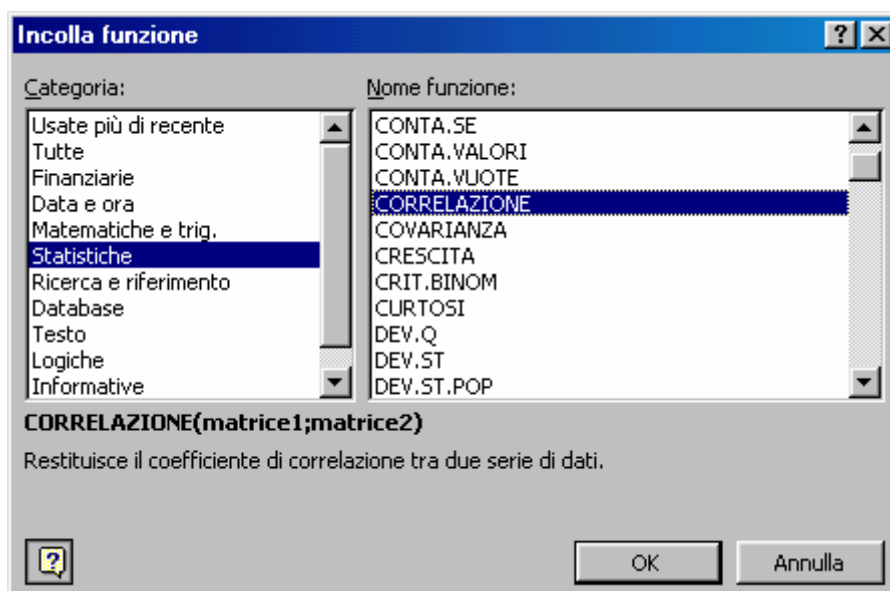 Incolla funzione
Categoria:
Nome funzione:
Usate più di recente
Tutte
Finanziarie
Data e ora
Matematiche e trig.
Statistiche
Ricerca e riferimento
Database
Testo
Logiche
Informative
CONTA.SE
CONTA.VALORI
CONTA.VUOTE
CORRELAZIONE
COVARIANZA
CRESCITA
CRIT.BINOM
CURTOSI
DEV.Q
DEV.ST
DEV.ST.POP
CORRELAZIONE(matrice1;matrice2)
Restituisce il coefficiente di correlazione tra due serie di dati.
OK
Annulla